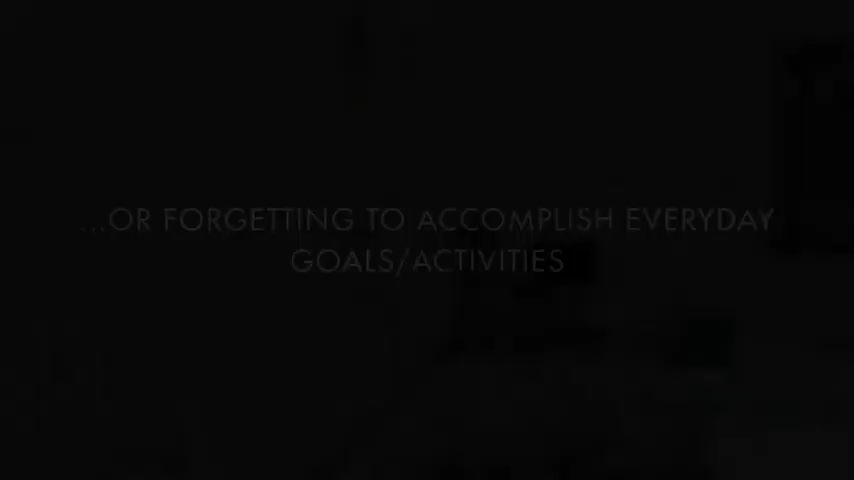 ...OR FORGETTING TO ACCOMPLISH EVERYDAY
GOALS/ACTIVITIES